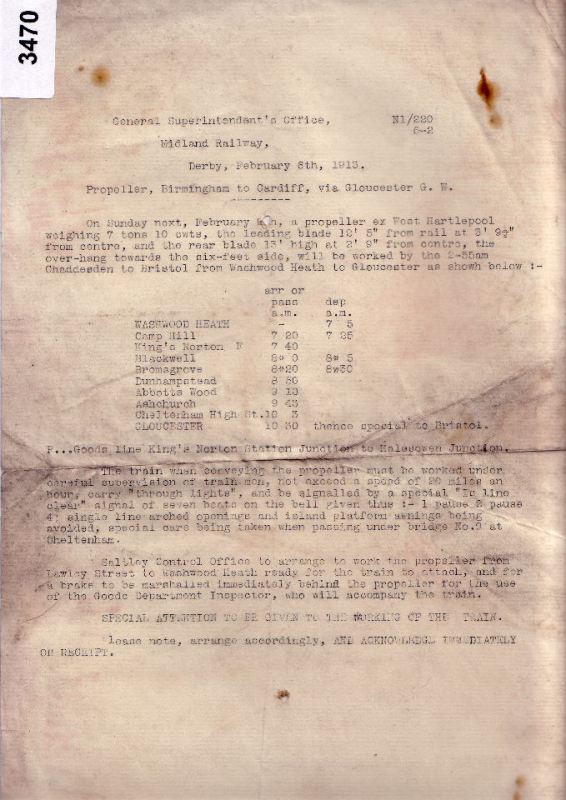 3470
General Superintendent's Office, N1/220
6-2
Midland Railway,
Derby, February 8th, 1913.
Propeller, Birmingham to Cardiff, via Gloucester G. W.
On Sunday next, February a propeller ex West Hartlepool
weighing 7 tons 10 cwts, the leading blade 12' 5" from rail at 3' 9½"
from centre, and the rear blade 13' high at 2' 9" from centre, the
over-hang towards the six-feet side, will be worked by the 2-55am
Chaddesden to Bristol from Washwood Heath to Gloucester as shown below :-
arr or
pass dep
a.m. a.m.
WASHWOOD HEATH - 7 5
Camp Hill 7 20 7 25
King's Norton F 7 40
Blackwell 8* 0 8* 5
Bromsgrove 8*20 8*30
Dunhampstead 8 50
Abbotts Wood 9 10
Ashchurch 9 43
Cheltenham High St. 10 3
GLOUCESTER 10 30 thence special to Bristol.
F...Goods line King's Norton Station Junction to Halesowen Junction.
The train when conveying the propeller must be worked under
careful supervision of trainmen, not exceed a speed of 20 miles an
hour, carry "through lights", and be signalled by a special "Is line
clear" signal of seven beats on the bell given thus :- 1 pause 2 pause
4; single line arched openings and island platform awnings being
avoided, special care being taken when passing under bridge No.9 at
Cheltenham.
Saltley Control Office to arrange to work the propeller from
Lawley Street to Washwood Heath ready for the train to attach, and for
a brake to be marshalled immediately behind the propeller for the use
of the Goods Department Inspector, who will accompany the train.
SPECIAL ATTENTION TO BE GIVEN TO THE WORKING OF THE TRAIN.
lease note, arrange accordingly, AND ACKNOWLEDGE IMMEDIATELY
ON RECEIPT.